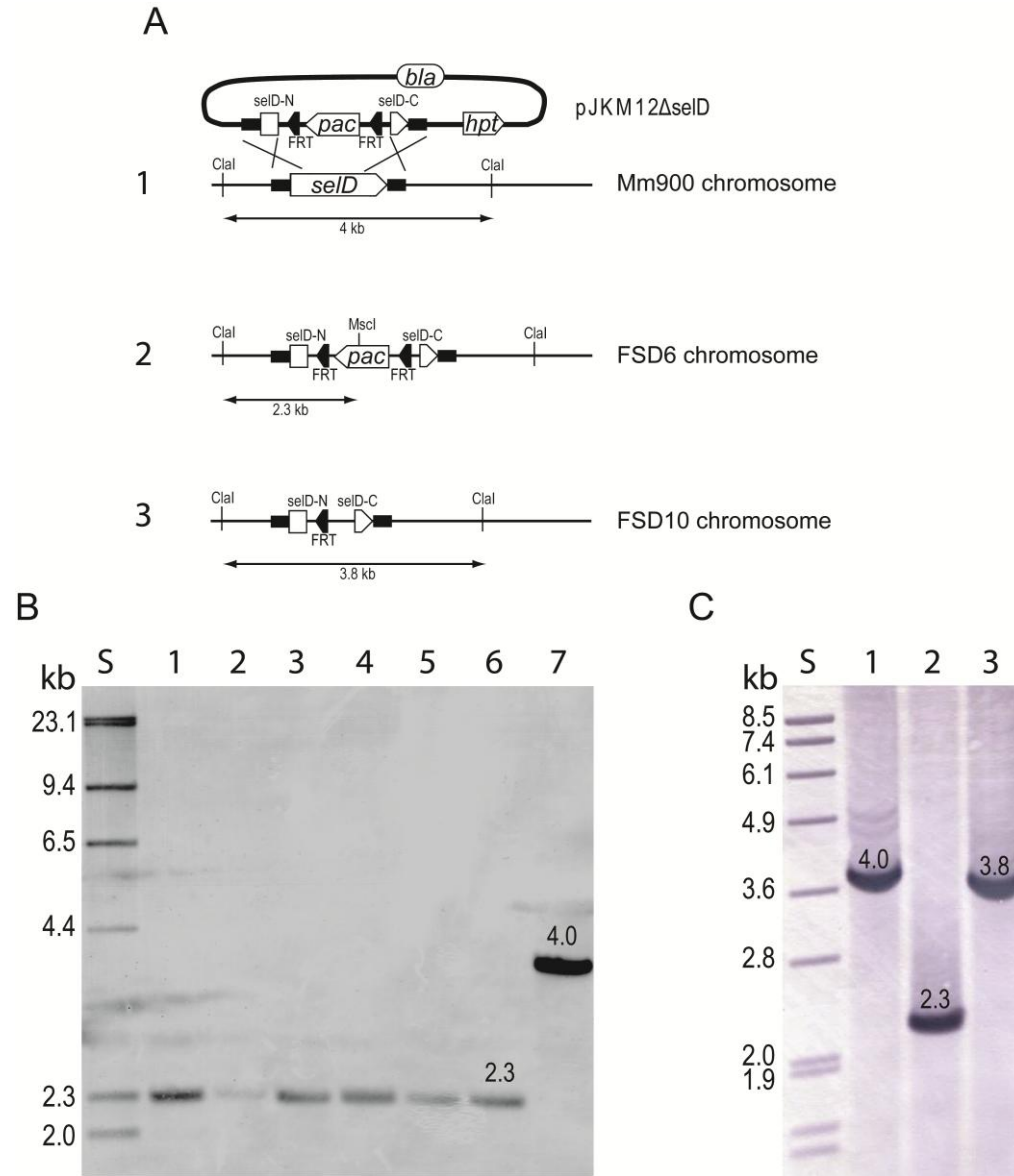 A
bla
selD-N selD-C
pac hpt
FRT FRT
pJKM12ΔselD
ClaI ClaI
1 selD Mm900 chromosome
4 kb
MscI
ClaI selD-N selD-C ClaI
2 pac FSD6 chromosome
FRT FRT
2.3 kb
ClaI selD-N selD-C ClaI
3 FSD10 chromosome
FRT
3.8 kb
B
kb S 1 2 3 4 5 6 7
23.1
9.4
6.5
4.4
4.0
2.3
2.3
2.0
C
kb S 1 2 3
8.5
7.4
6.1
4.9
4.0 3.8
3.6
2.8
2.3
2.0
1.9